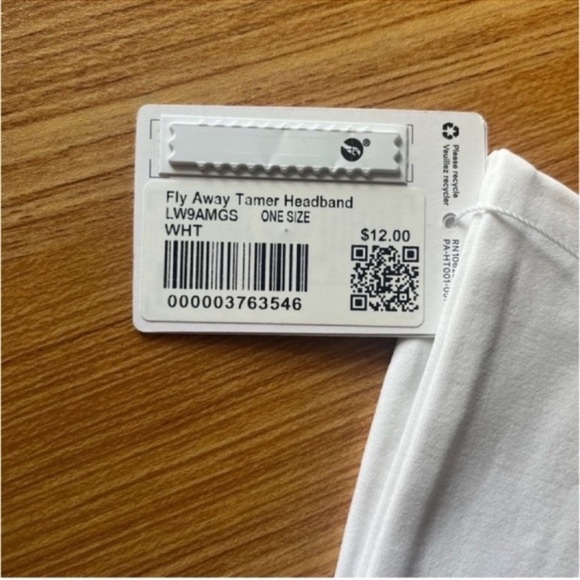 Fly Away Tamer Headband
LW9AMGS ONE SIZE
WHT
$12.00
000003763546
®
Please recycle
Veuillez recycler